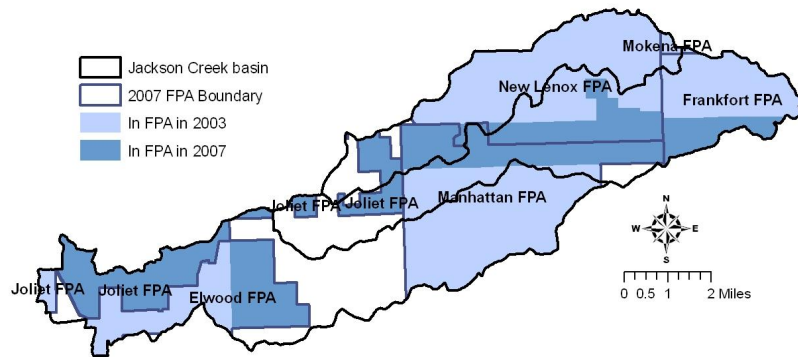 Jackson Creek basin
2007 FPA Boundary
In FPA in 2003
In FPA in 2007
Mokena FPA
New Lenox FPA
Frankfort FPA
Joliet FPA
Joliet FPA
Manhattan FPA
Joliet FPA
Joliet FPA
Elwood FPA
N
W
E
S
0 0.5 1 2 Miles